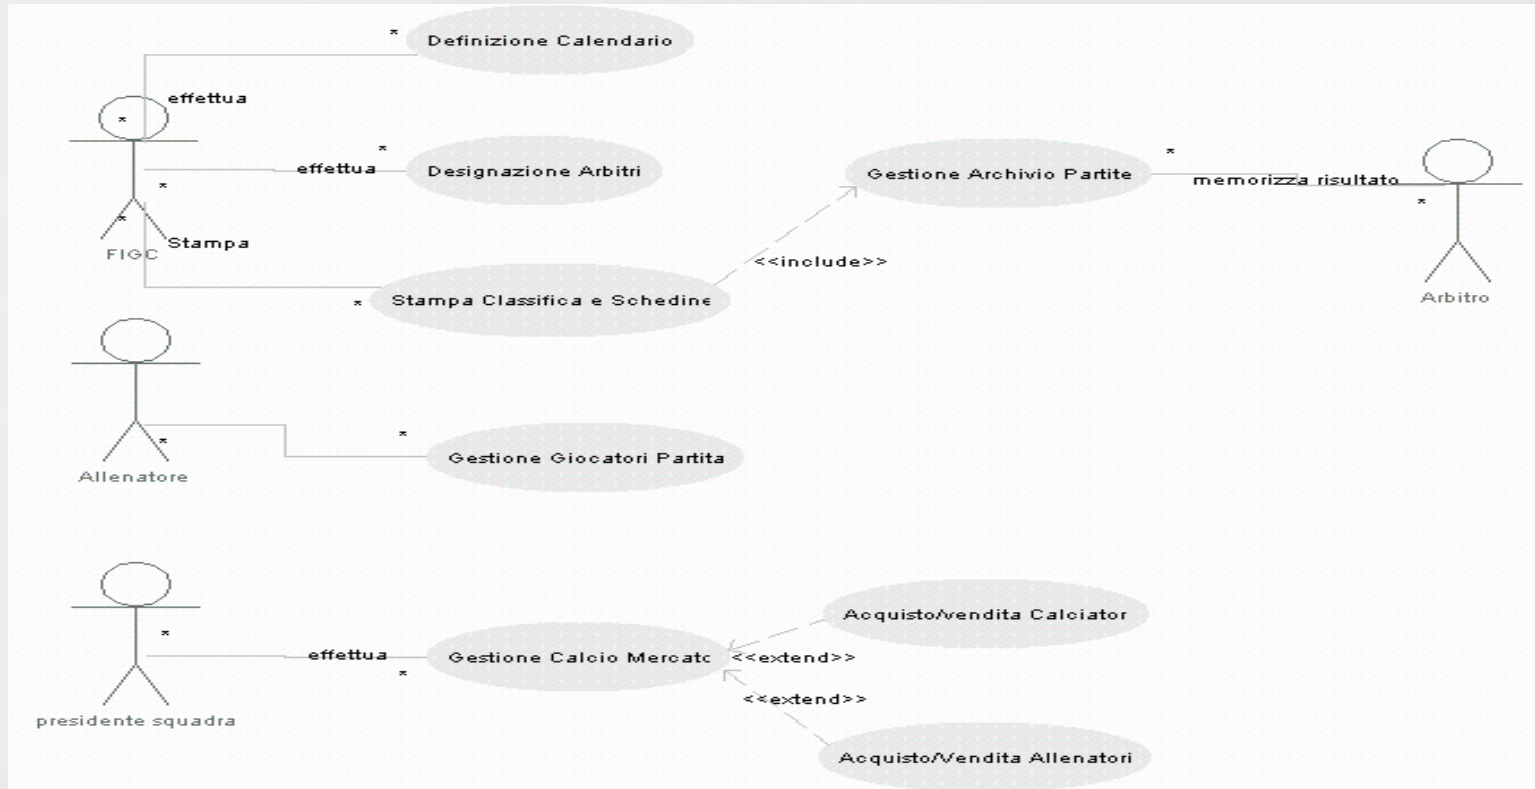 *
Definizione Calendario
effettua
*
*
effettua
Designazione Arbitri
*
*
Stampa
FIGC
*
Stampa Classifica e Schedine
<<include>>
Gestione Archivio Partite
*
memorizza risultato
*
Arbitro
*
*
Gestione Giocatori Partita
Allenatore
*
effettua
*
Gestione Calcio Mercato
presidente squadra
Acquisto/vendita Calciator
<<extend>>
<<extend>>
Acquisto/Vendita Allenatori